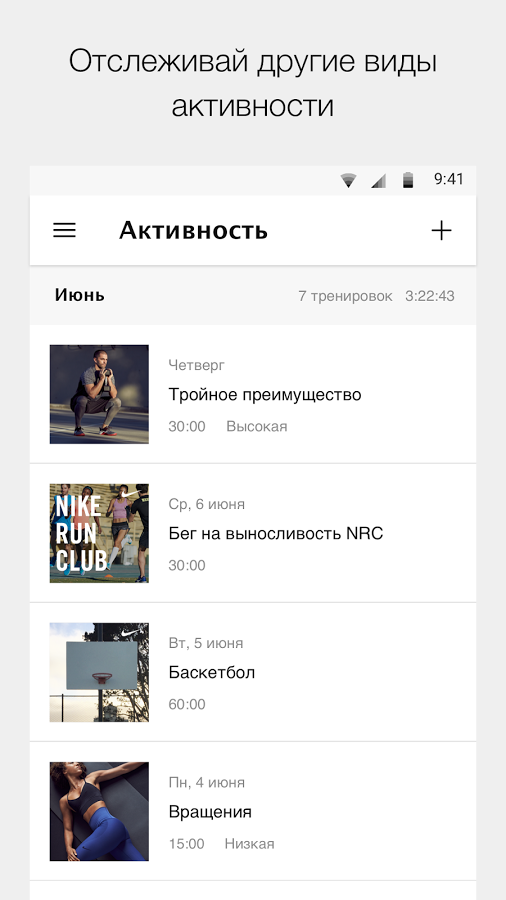 Отслеживай другие виды
активности
9:41
Активность
Июнь 7 тренировок 3:22:43
Четверг
Тройное преимущество
30:00 Высокая
NIKE
RUN
CLUB
Ср, 6 июня
Бег на выносливость NRC
30:00
Вт, 5 июня
Баскетбол
60:00
Пн, 4 июня
Вращения
15:00 Низкая